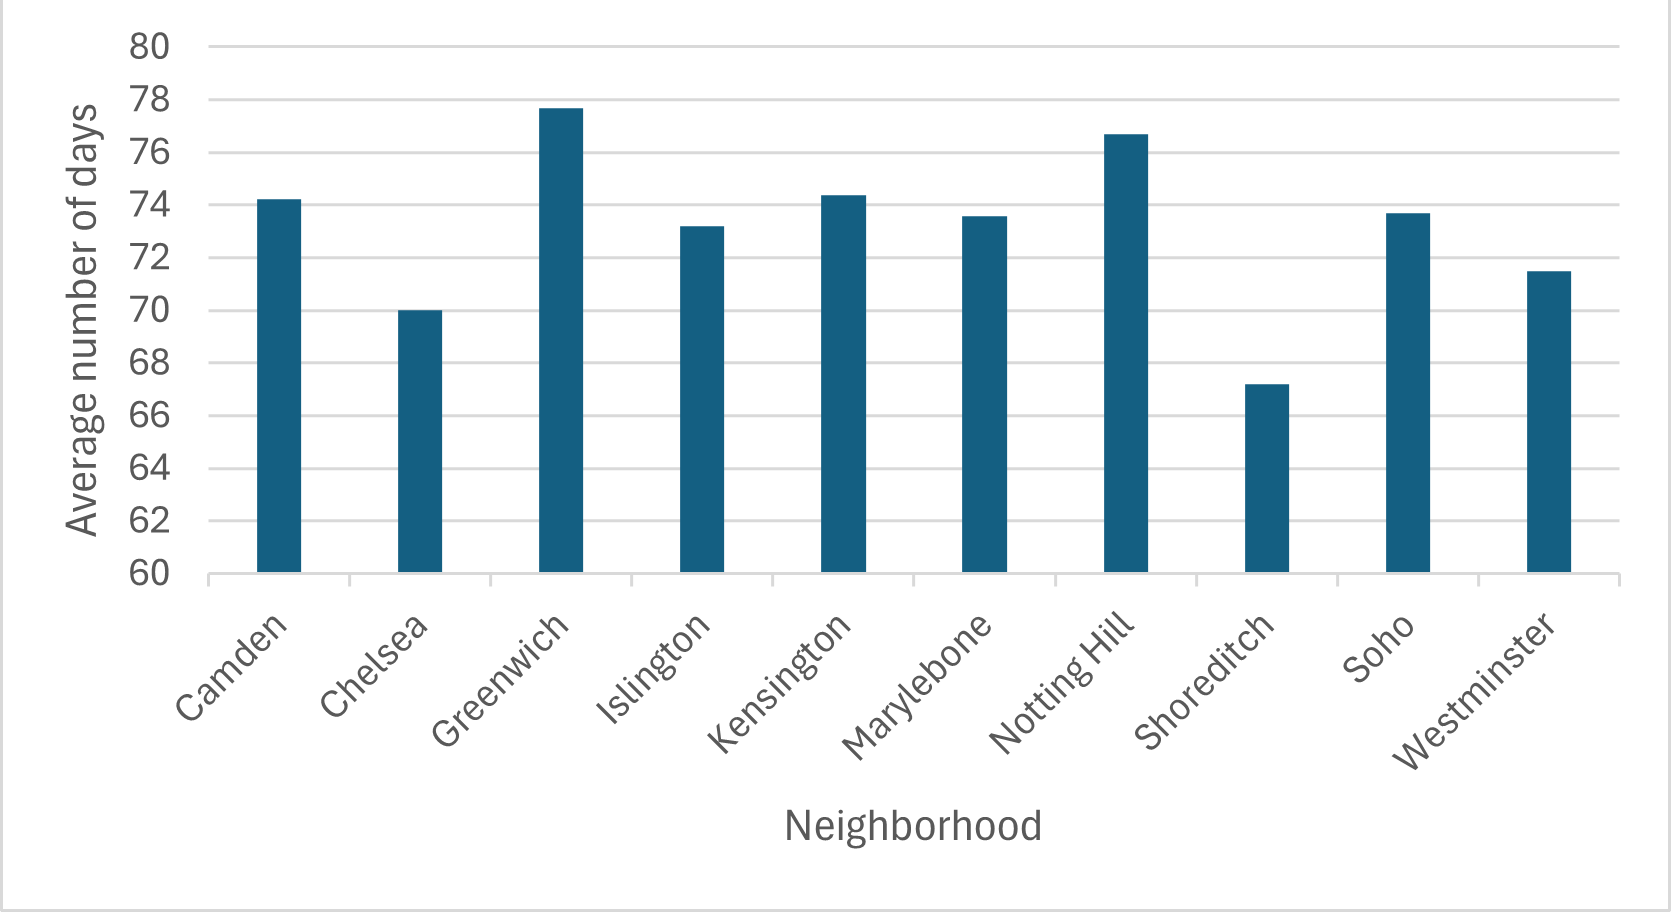 80
78
76
74
72
70
68
66
64
62
60
Average number of days
Camden
Chelsea
Greenwich
Islington
Kensington
Marylebone
Notting Hill
Shoreditch
Soho
Westminster
Neighborhood